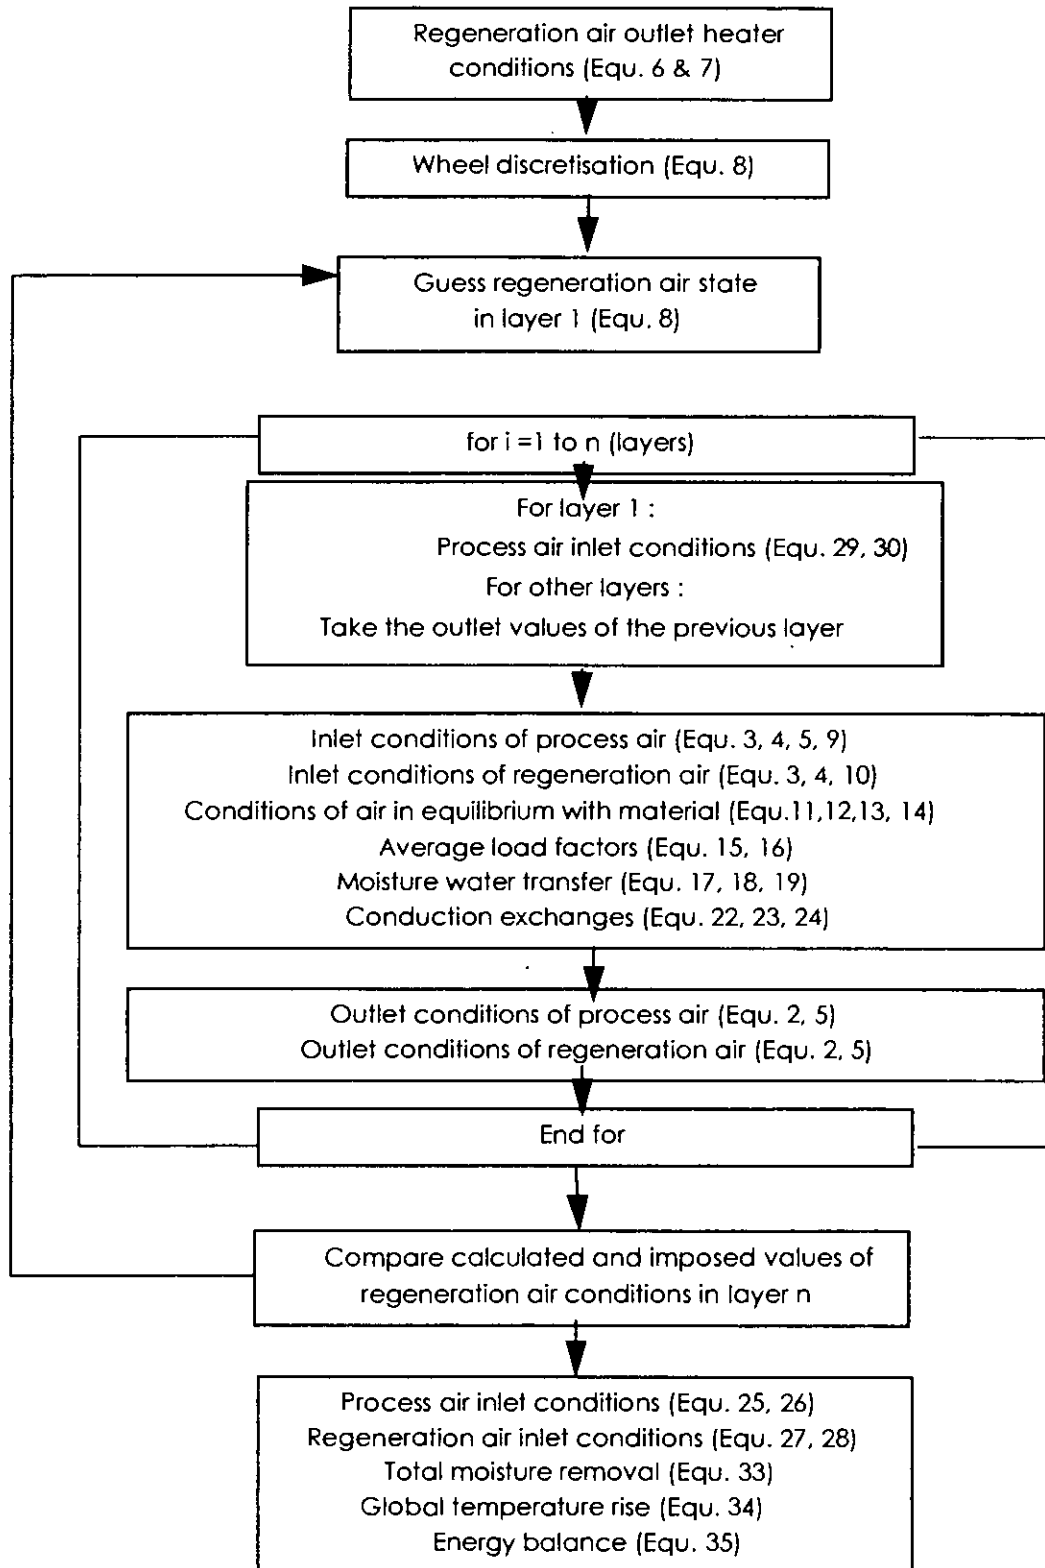 Regeneration air outlet heater
conditions (Equ. 6 & 7)
Wheel discretisation (Equ. 8)
Guess regeneration air state
in layer 1 (Equ. 8)
for i =1 to n (layers)
For layer 1 :
Process air inlet conditions (Equ. 29, 30)
For other layers :
Take the outlet values of the previous layer
Inlet conditions of process air (Equ. 3, 4, 5, 9)
Inlet conditions of regeneration air (Equ. 3, 4, 10)
Conditions of air in equilibrium with material (Equ.11,12,13, 14)
Average load factors (Equ. 15, 16)
Moisture water transfer (Equ. 17, 18, 19)
Conduction exchanges (Equ. 22, 23, 24)
Outlet conditions of process air (Equ. 2, 5)
Outlet conditions of regeneration air (Equ. 2, 5)
End for
Compare calculated and imposed values of
regeneration air conditions in layer n
Process air inlet conditions (Equ. 25, 26)
Regeneration air inlet conditions (Equ. 27, 28)
Total moisture removal (Equ. 33)
Global temperature rise (Equ. 34)
Energy balance (Equ. 35)